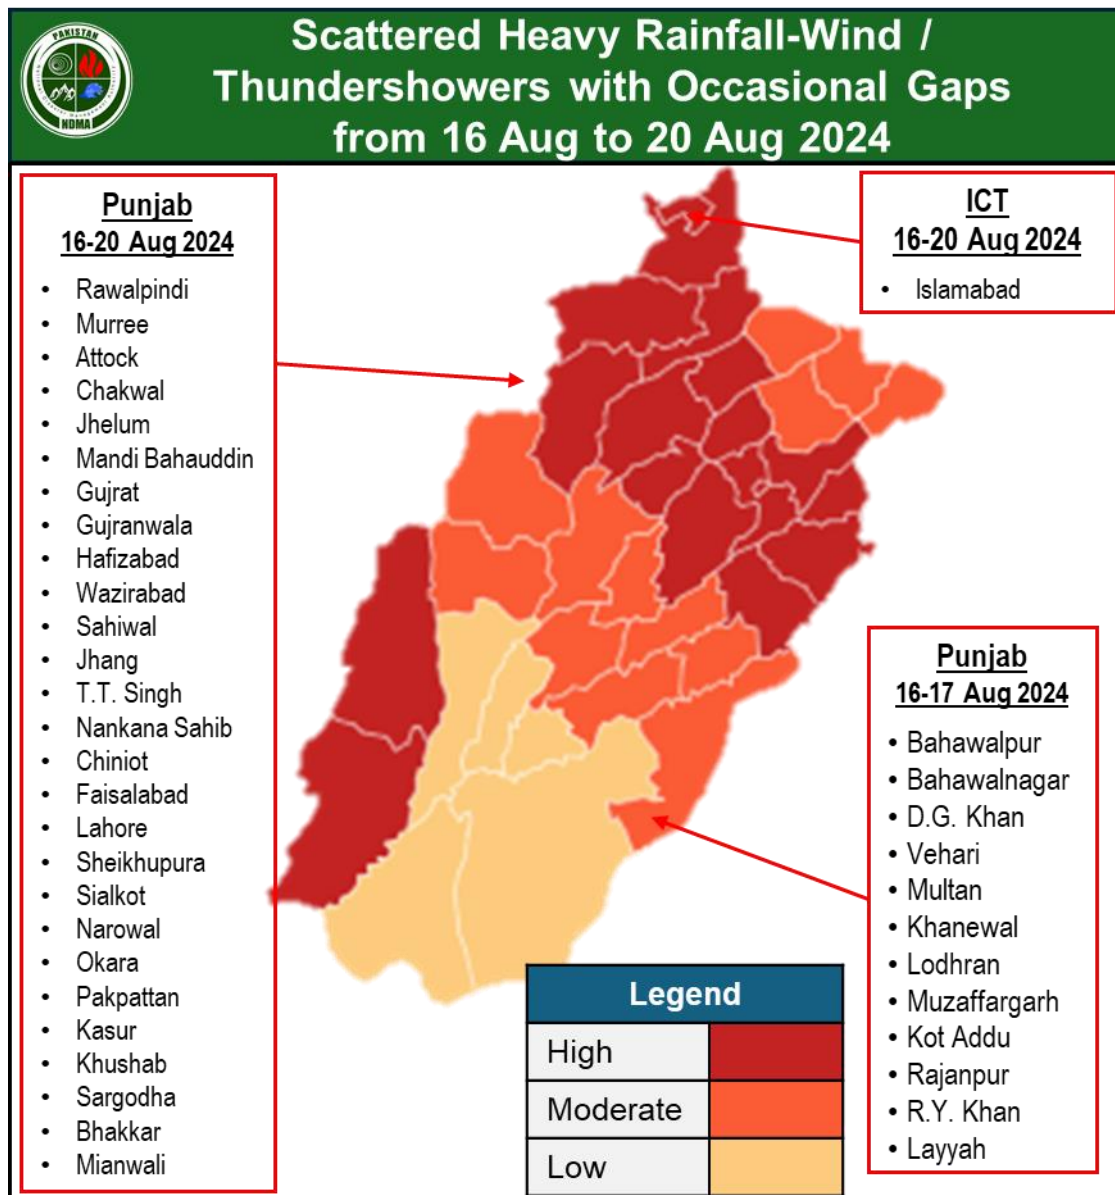 PAKISTAN
NDMA
Scattered Heavy Rainfall-Wind /
Thundershowers with Occasional Gaps
from 16 Aug to 20 Aug 2024
Punjab
16-20 Aug 2024
• Rawalpindi
• Murree
• Attock
• Chakwal
• Jhelum
• Mandi Bahauddin
• Gujrat
• Gujranwala
• Hafizabad
• Wazirabad
• Sahiwal
• Jhang
• T.T. Singh
• Nankana Sahib
• Chiniot
• Faisalabad
• Lahore
• Sheikhupura
• Sialkot
• Narowal
• Okara
• Pakpattan
• Kasur
• Khushab
• Sargodha
• Bhakkar
• Mianwali
ICT
16-20 Aug 2024
• Islamabad
Punjab
16-17 Aug 2024
• Bahawalpur
• Bahawalnagar
• D.G. Khan
• Vehari
• Multan
• Khanewal
• Lodhran
• Muzaffargarh
• Kot Addu
• Rajanpur
• R.Y. Khan
• Layyah
Legend
High
Moderate
Low